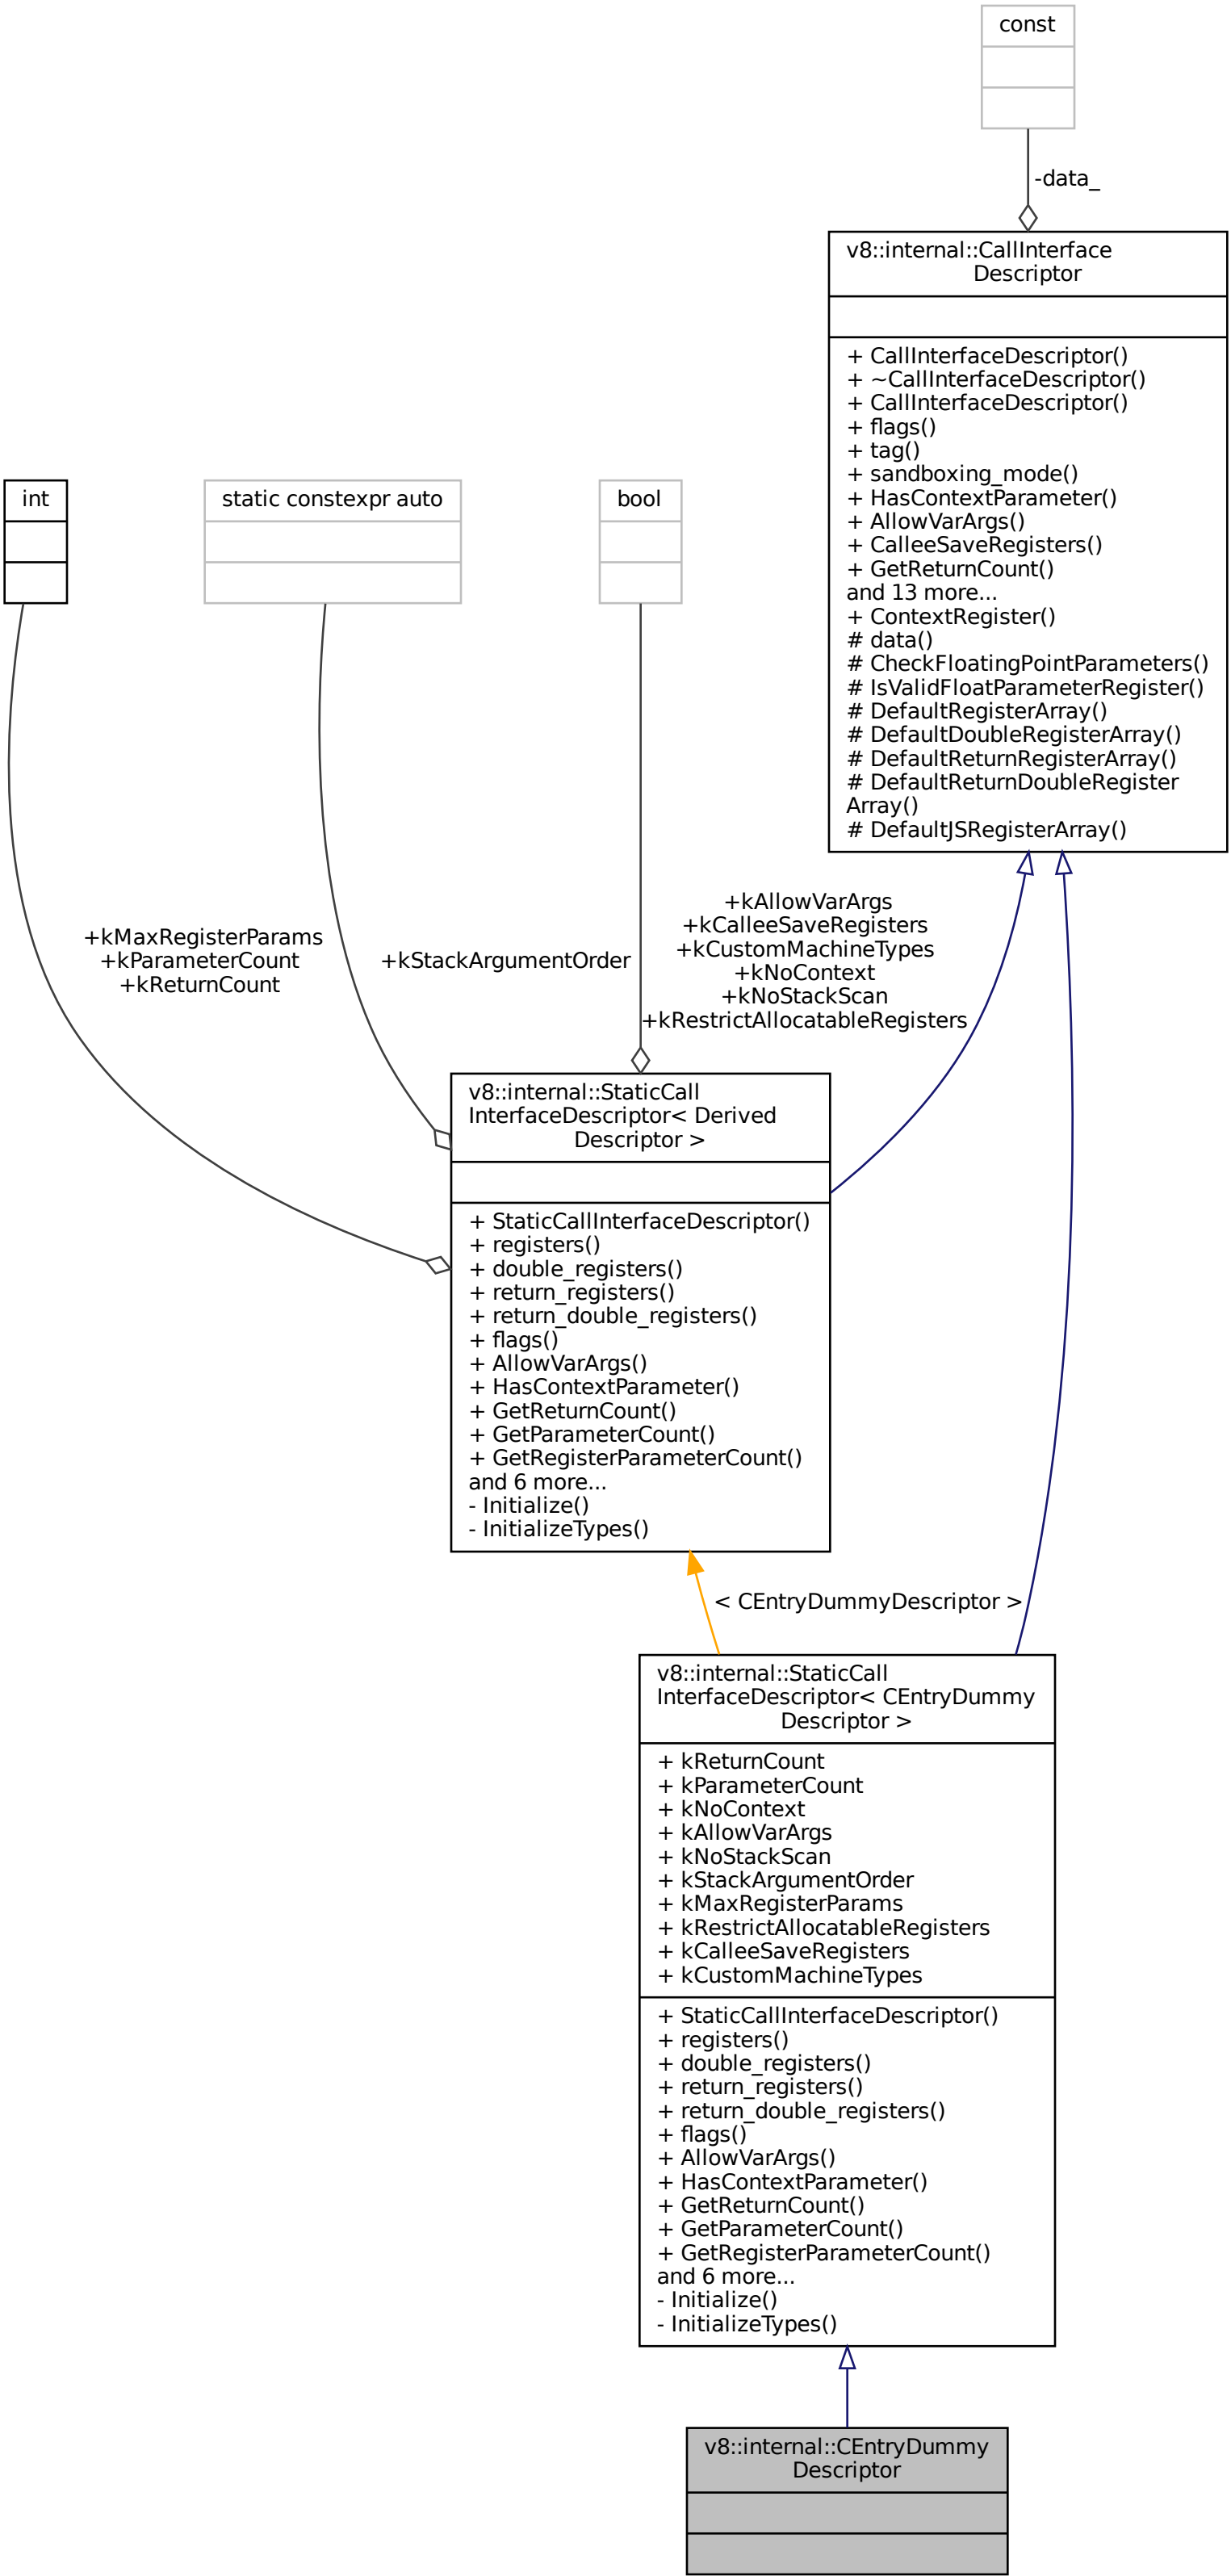 const
-data_
v8::internal::CallInterface
Descriptor
+ CallInterfaceDescriptor()
+ ~CallInterfaceDescriptor()
+ CallInterfaceDescriptor()
+ flags()
+ tag()
+ sandboxing_mode()
+ HasContextParameter()
+ AllowVarArgs()
+ CalleeSaveRegisters()
+ GetReturnCount()
and 13 more...
+ ContextRegister()
# data()
# CheckFloatingPointParameters()
# IsValidFloatParameterRegister()
# DefaultRegisterArray()
# DefaultDoubleRegisterArray()
# DefaultReturnRegisterArray()
# DefaultReturnDoubleRegister
Array()
# DefaultJSRegisterArray()
int
static constexpr auto
bool
+kMaxRegisterParams
+kParameterCount
+kReturnCount
+kStackArgumentOrder
+kAllowVarArgs
+kCalleeSaveRegisters
+kCustomMachineTypes
+kNoContext
+kNoStackScan
+kRestrictAllocatableRegisters
v8::internal::StaticCall
InterfaceDescriptor< Derived
Descriptor >
+ StaticCallInterfaceDescriptor()
+ registers()
+ double_registers()
+ return_registers()
+ return_double_registers()
+ flags()
+ AllowVarArgs()
+ HasContextParameter()
+ GetReturnCount()
+ GetParameterCount()
+ GetRegisterParameterCount()
and 6 more...
- Initialize()
- InitializeTypes()
< CEntryDummyDescriptor >
v8::internal::StaticCall
InterfaceDescriptor< CEntryDummy
Descriptor >
+ kReturnCount
+ kParameterCount
+ kNoContext
+ kAllowVarArgs
+ kNoStackScan
+ kStackArgumentOrder
+ kMaxRegisterParams
+ kRestrictAllocatableRegisters
+ kCalleeSaveRegisters
+ kCustomMachineTypes
+ StaticCallInterfaceDescriptor()
+ registers()
+ double_registers()
+ return_registers()
+ return_double_registers()
+ flags()
+ AllowVarArgs()
+ HasContextParameter()
+ GetReturnCount()
+ GetParameterCount()
+ GetRegisterParameterCount()
and 6 more...
- Initialize()
- InitializeTypes()
v8::internal::CEntryDummy
Descriptor